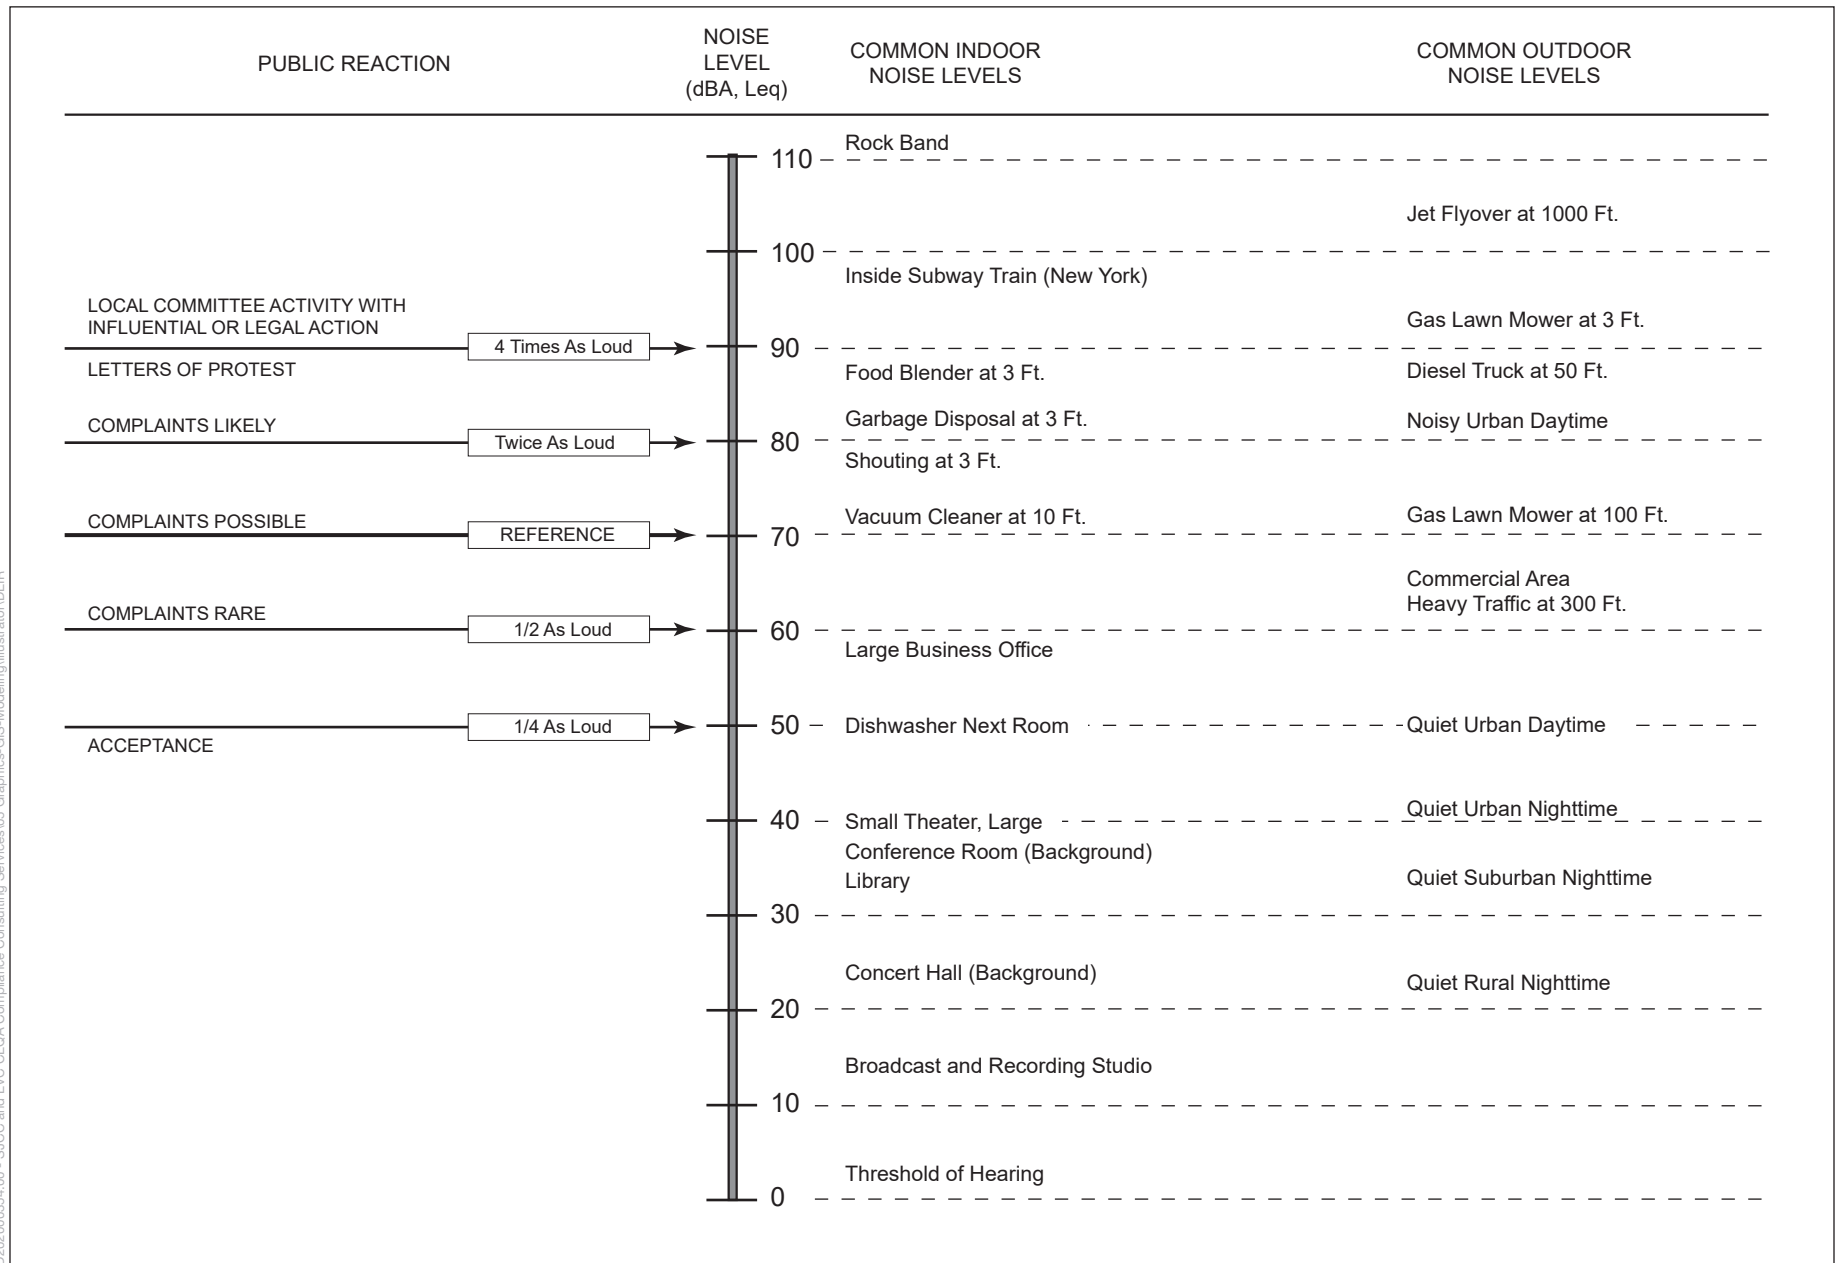 PUBLIC REACTION
NOISE
LEVEL
(dBA, Leq)
COMMON INDOOR
NOISE LEVELS
COMMON OUTDOOR
NOISE LEVELS
110
Rock Band
Jet Flyover at 1000 Ft.
100
Inside Subway Train (New York)
LOCAL COMMITTEE ACTIVITY WITH
INFLUENTIAL OR LEGAL ACTION
Gas Lawn Mower at 3 Ft.
4 Times As Loud
90
LETTERS OF PROTEST
Food Blender at 3 Ft.
Diesel Truck at 50 Ft.
COMPLAINTS LIKELY
Garbage Disposal at 3 Ft.
Noisy Urban Daytime
Twice As Loud
80
Shouting at 3 Ft.
COMPLAINTS POSSIBLE
Vacuum Cleaner at 10 Ft.
Gas Lawn Mower at 100 Ft.
REFERENCE
70
Commercial Area
Heavy Traffic at 300 Ft.
COMPLAINTS RARE
1/2 As Loud
60
Large Business Office
1/4 As Loud
50
Dishwasher Next Room
Quiet Urban Daytime
ACCEPTANCE
Quiet Urban Nighttime
40
Small Theater, Large
Conference Room (Background)
Library
Quiet Suburban Nighttime
30
Concert Hall (Background)
Quiet Rural Nighttime
20
Broadcast and Recording Studio
10
Threshold of Hearing
0